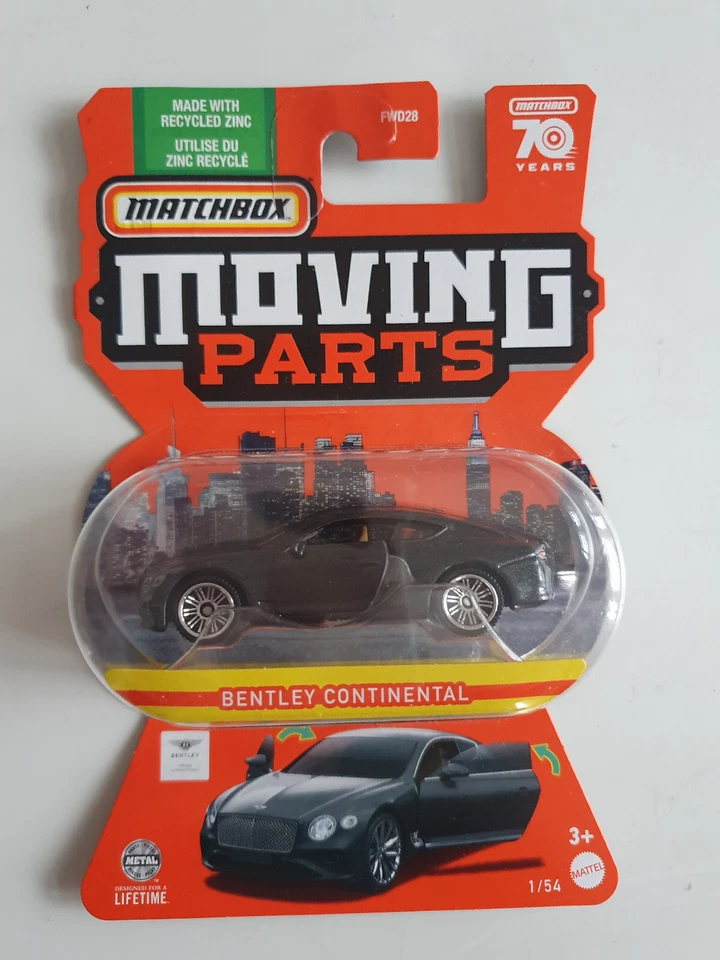 MADE WITH
RECYCLED ZINC
UTILISE DU
ZINC RECYCLÉ
FWD28
MATCHBOX
70
YEARS
MATCHBOX
MOVING
PARTS
BENTLEY CONTINENTAL
BENTLEY
METAL
DESIGNED FOR A
LIFETIME
3+
MATTEL
1/54